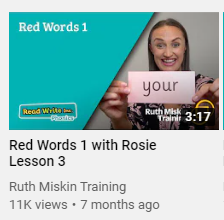 Red Words 1
your
Read Write Inc.
Phonics
Ruth Misk
Traini
3:17
Red Words 1 with Rosie
Lesson 3
Ruth Miskin Training
11K views • 7 months ago